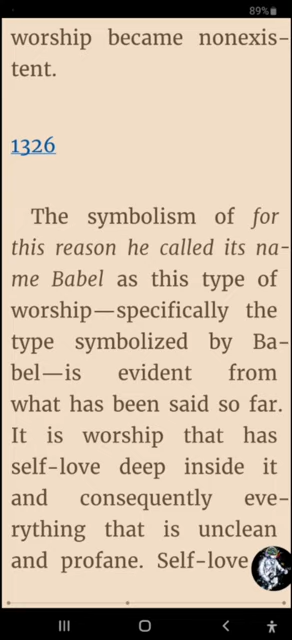 89%
worship became nonexis-
tent.
1326
The symbolism of for
this reason he called its na-
me Babel as this type of
worship—specifically the
type symbolized by Ba-
bel—is evident from
what has been said so far.
It is worship that has
self-love deep inside it
and consequently eve-
rything that is unclean
and profane. Self-love